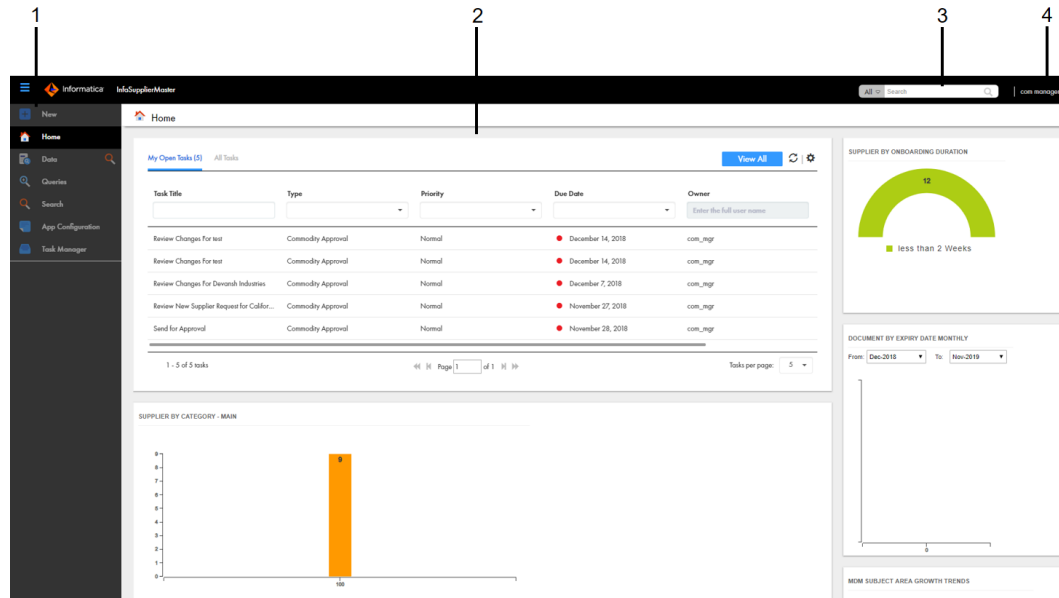 1 2 3 4
Informatica InfaSupplierMaster All Search com manager
New
Home
Home
Data
Queries
Search
App Configuration
Task Manager
My Open Tasks (5) All Tasks View All
Task Title Type Priority Due Date Owner
Enter the full user name
Review Changes For test Commodity Approval Normal December 14, 2018 com_mgr
Review Changes For test Commodity Approval Normal December 14, 2018 com_mgr
Review Changes For Devansh Industries Commodity Approval Normal December 7, 2018 com_mgr
Review New Supplier Request for Califor... Commodity Approval Normal November 27, 2018 com_mgr
Send for Approval Commodity Approval Normal November 28, 2018 com_mgr
1 - 5 of 5 tasks Page 1 of 1 Tasks per page: 5
SUPPLIER BY CATEGORY - MAIN
9
9
8
7
6
5
4
3
2
1
0
100
SUPPLIER BY ONBOARDING DURATION
12
less than 2 Weeks
DOCUMENT BY EXPIRY DATE MONTHLY
From: Dec-2018 To: Nov-2019
0
MDM SUBJECT AREA GROWTH TRENDS